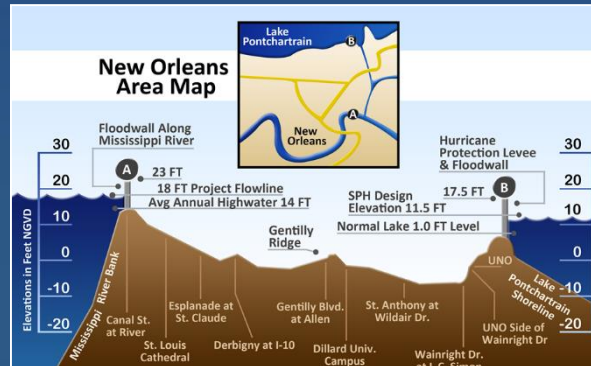 New Orleans
Area Map
Lake
Pontchartrain
B
A
New
Orleans
Floodwall Along
Mississippi River
A
23 FT
18 FT Project Flowline
Avg Annual Highwater 14 FT
Gentilly
Ridge
Hurricane
Protection Levee
& Floodwall
B
17.5 FT
SPH Design
Elevation 11.5 FT
Normal Lake 1.0 FT Level
Elevations in Feet NGVD
30
20
10
0
-10
-20
30
20
10
0
-10
-20
Mississippi River Bank
Canal St.
at River
St. Louis
Cathedral
Esplanade at
St. Claude
Derbigny at I-10
Gentilly Blvd.
at Allen
Dillard Univ.
Campus
St. Anthony at
Wildair Dr.
Wainright Dr.
UNO
UNO Side of
Wainright Dr
Lake
Pontchartrain
Shoreline